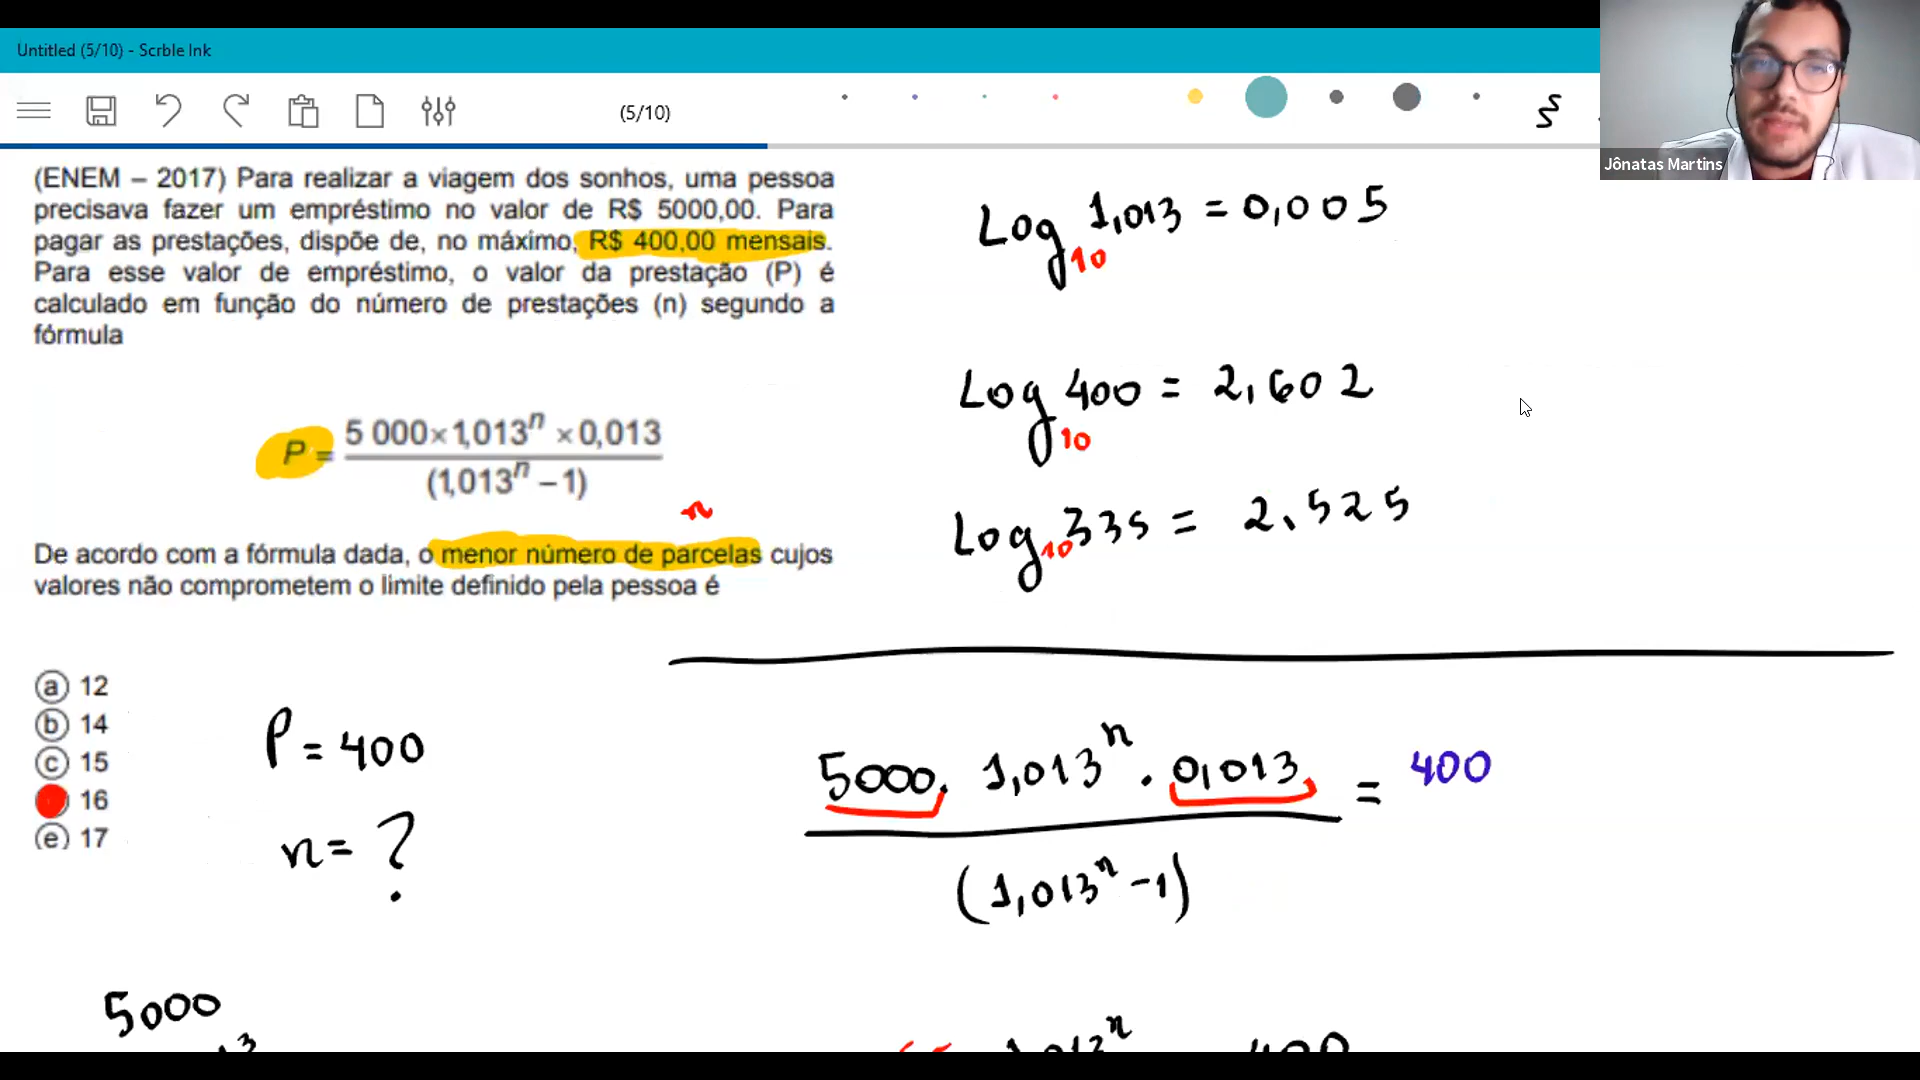 Untitled (5/10) - Scrble Ink
(5/10)
Jônatas Martins
(ENEM – 2017) Para realizar a viagem dos sonhos, uma pessoa
precisava fazer um empréstimo no valor de R$ 5000,00. Para
pagar as prestações, dispõe de, no máximo, R$ 400,00 mensais.
Para esse valor de empréstimo, o valor da prestação (P) é
calculado em função do número de prestações (n) segundo a
fórmula
P = 5 000×1,013ⁿ ×0,013
(1,013ⁿ – 1)
n
De acordo com a fórmula dada, o menor número de parcelas cujos
valores não comprometem o limite definido pela pessoa é
a 12
b 14
c 15
16
e 17
Log₁₀ 1,013 = 0,005
Log₁₀ 400 = 2,602
Log₁₀ 335 = 2,525
P = 400
n = ?
5000 . 1,013ⁿ . 0,013 = 400
(1,013ⁿ - 1)
5000